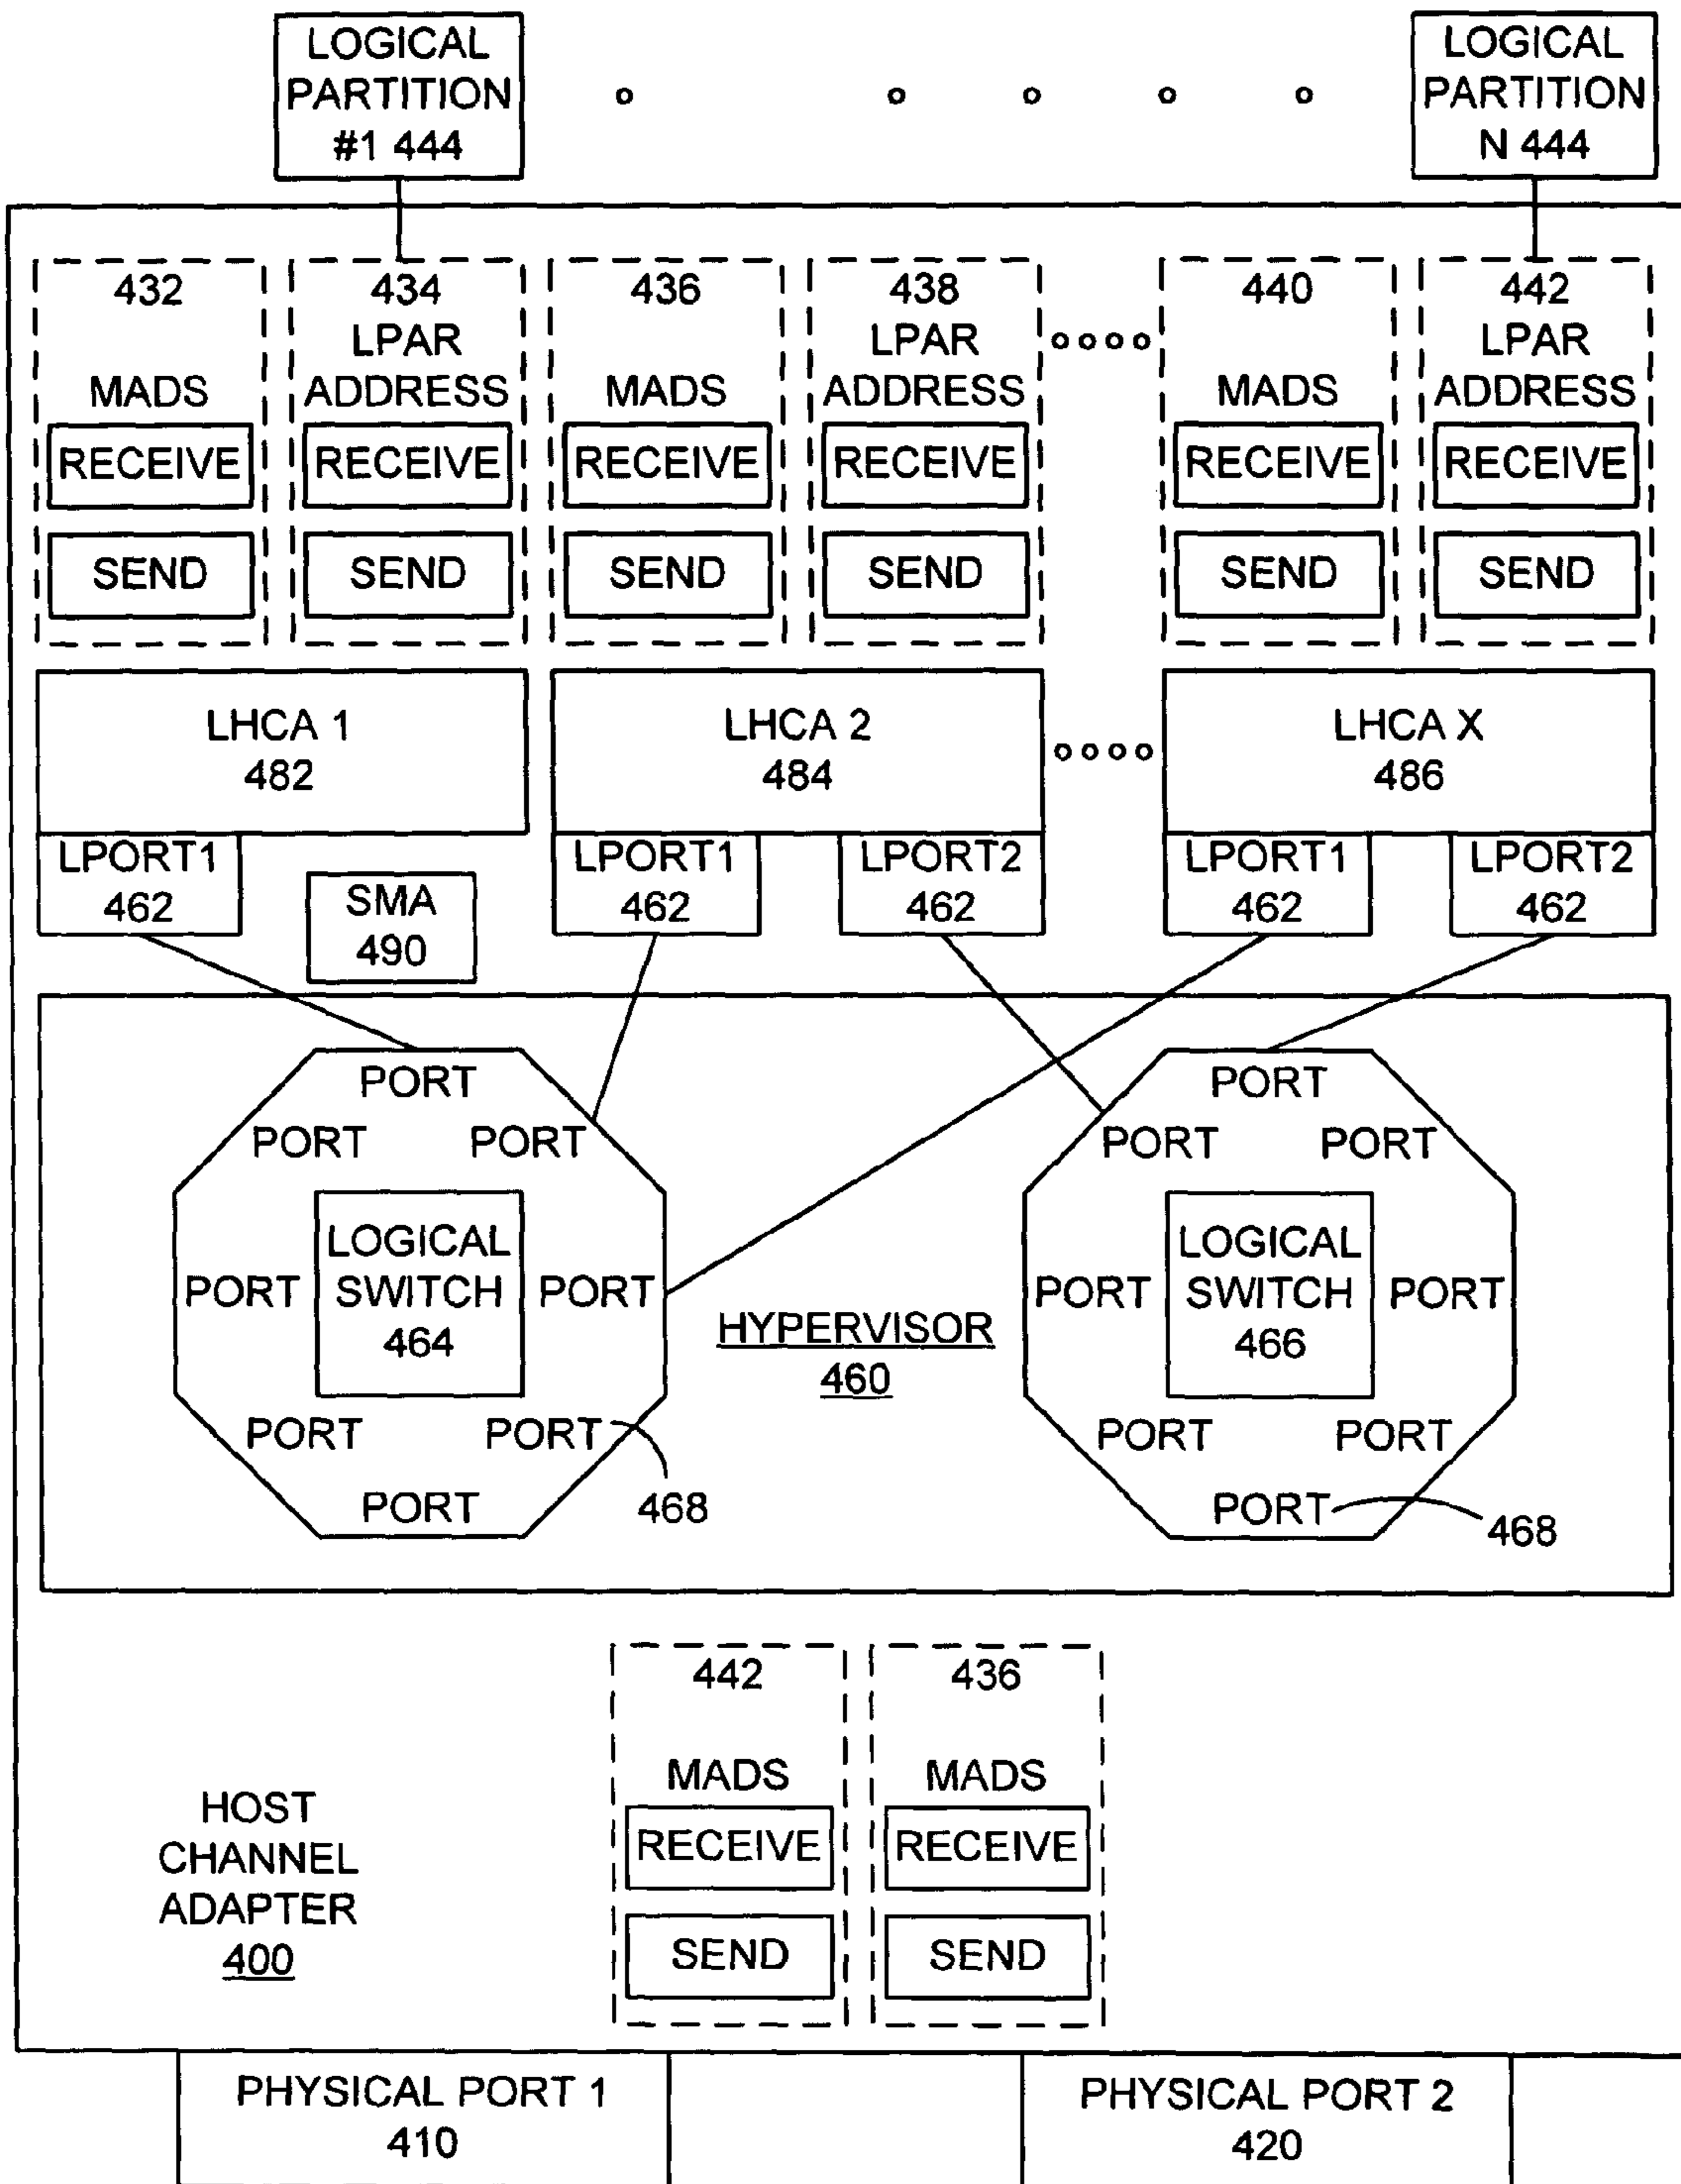 LOGICAL
PARTITION
#1 444
LOGICAL
PARTITION
N 444
432
MADS
RECEIVE
SEND
434
LPAR
ADDRESS
RECEIVE
SEND
436
MADS
RECEIVE
SEND
438
LPAR
ADDRESS
RECEIVE
SEND
440
MADS
RECEIVE
SEND
442
LPAR
ADDRESS
RECEIVE
SEND
LHCA 1
482
LHCA 2
484
LHCA X
486
LPORT1
462
SMA
490
LPORT1
462
LPORT2
462
LPORT1
462
LPORT2
462
PORT
PORT
PORT
PORT
LOGICAL
SWITCH
464
PORT
PORT
PORT
PORT
468
HYPERVISOR
460
PORT
PORT
PORT
PORT
LOGICAL
SWITCH
466
PORT
PORT
PORT
PORT
468
442
MADS
RECEIVE
SEND
436
MADS
RECEIVE
SEND
HOST
CHANNEL
ADAPTER
400
PHYSICAL PORT 1
410
PHYSICAL PORT 2
420